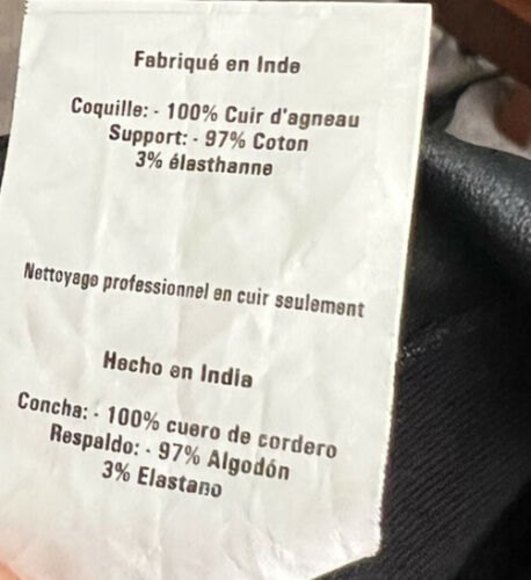 Fabriqué en Inde
Coquille: - 100% Cuir d'agneau
Support: - 97% Coton
3% élasthanne
Nettoyage professionnel en cuir seulement
Hecho en India
Concha: - 100% cuero de cordero
Respaldo: - 97% Algodón
3% Elastano